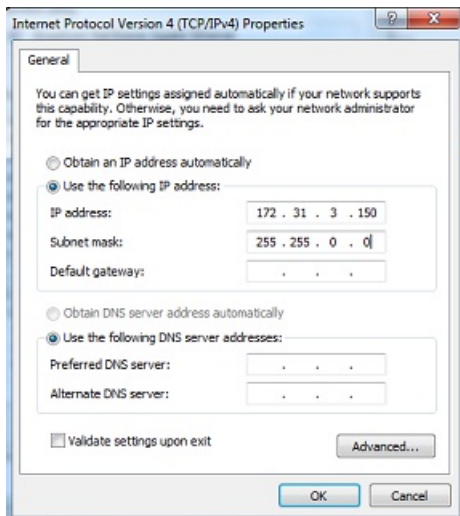 Internet Protocol Version 4 (TCP/IPv4) Properties
General
You can get IP settings assigned automatically if your network supports
this capability. Otherwise, you need to ask your network administrator
for the appropriate IP settings.
Obtain an IP address automatically
Use the following IP address:
IP address: 172 . 31 . 3 . 150
Subnet mask: 255 . 255 . 0 . 0
Default gateway: . . .
Obtain DNS server address automatically
Use the following DNS server addresses:
Preferred DNS server: . . .
Alternate DNS server: . . .
Validate settings upon exit
Advanced...
OK Cancel